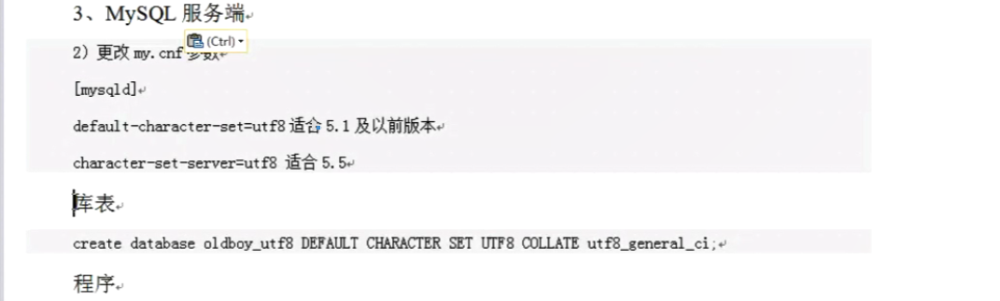 3、MySQL 服务端
(Ctrl)
2）更改 my.cnf 参数
[mysqld]
default-character-set=utf8 适合 5.1 及以前版本
character-set-server=utf8 适合 5.5
库表
create database oldboy_utf8 DEFAULT CHARACTER SET UTF8 COLLATE utf8_general_ci;
程序